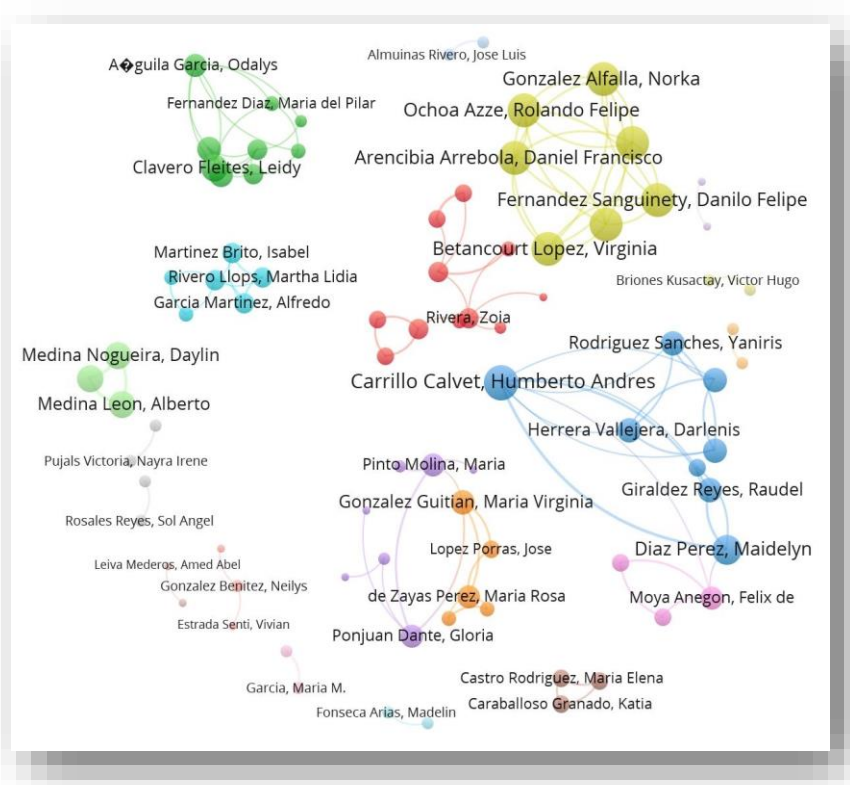 Almuinas Rivero, Jose Luis
A�guila Garcia, Odalys
Gonzalez Alfalla, Norka
Fernandez Diaz, Maria del Pilar
Ochoa Azze, Rolando Felipe
Arencibia Arrebola, Daniel Francisco
Clavero Fleites, Leidy
Fernandez Sanguinety, Danilo Felipe
Betancourt Lopez, Virginia
Martinez Brito, Isabel
Rivero Llops, Martha Lidia
Briones Kusactay, Victor Hugo
Garcia Martinez, Alfredo
Rivera, Zoia
Rodriguez Sanches, Yaniris
Medina Nogueira, Daylin
Carrillo Calvet, Humberto Andres
Medina Leon, Alberto
Herrera Vallejera, Darlenis
Pujals Victoria, Nayra Irene
Pinto Molina, Maria
Giraldez Reyes, Raudel
Gonzalez Guitian, Maria Virginia
Rosales Reyes, Sol Angel
Lopez Porras, Jose
Diaz Perez, Maidelyn
Leiva Mederos, Amed Abel
Gonzalez Benitez, Neilys
de Zayas Perez, Maria Rosa
Moya Anegon, Felix de
Estrada Senti, Vivian
Ponjuan Dante, Gloria
Castro Rodriguez, Maria Elena
Garcia, Maria M.
Caraballoso Granado, Katia
Fonseca Arias, Madelin